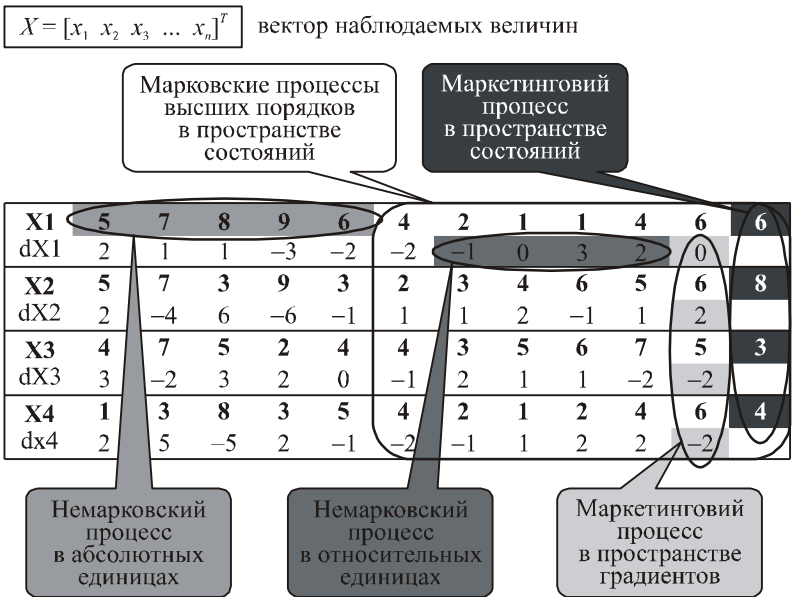 X = [x₁ x₂ x₃ ... xₙ]ᵀ вектор наблюдаемых величин
Марковские процессы
высших порядков
в пространстве
состояний
Маркетинговий
процесс
в пространстве
состояний
X1 5 7 8 9 6 4 2 1 1 4 6 6
dX1 2 1 1 –3 –2 –2 –1 0 3 2 0
X2 5 7 3 9 3 2 3 4 6 5 6 8
dX2 2 –4 6 –6 –1 1 1 2 –1 1 2
X3 4 7 5 2 4 4 3 5 6 7 5 3
dX3 3 –2 3 2 0 –1 2 1 1 –2 –2
X4 1 3 8 3 5 4 2 1 2 4 6 4
dx4 2 5 –5 2 –1 –2 –1 1 2 2 –2
Немарковский
процесс
в абсолютных
единицах
Немарковский
процесс
в относительных
единицах
Маркетинговий
процесс
в пространстве
градиентов